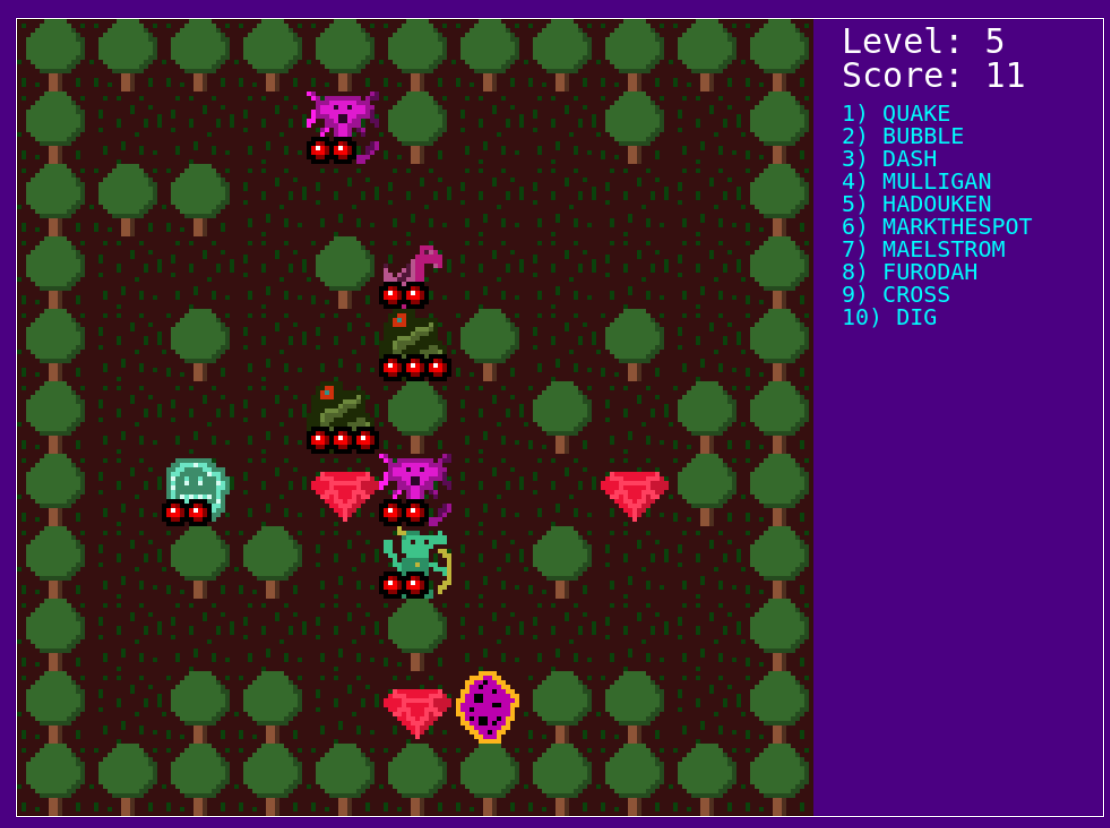 Level: 5
Score: 11
1) QUAKE
2) BUBBLE
3) DASH
4) MULLIGAN
5) HADOUKEN
6) MARKTHESPOT
7) MAELSTROM
8) FURODAH
9) CROSS
10) DIG